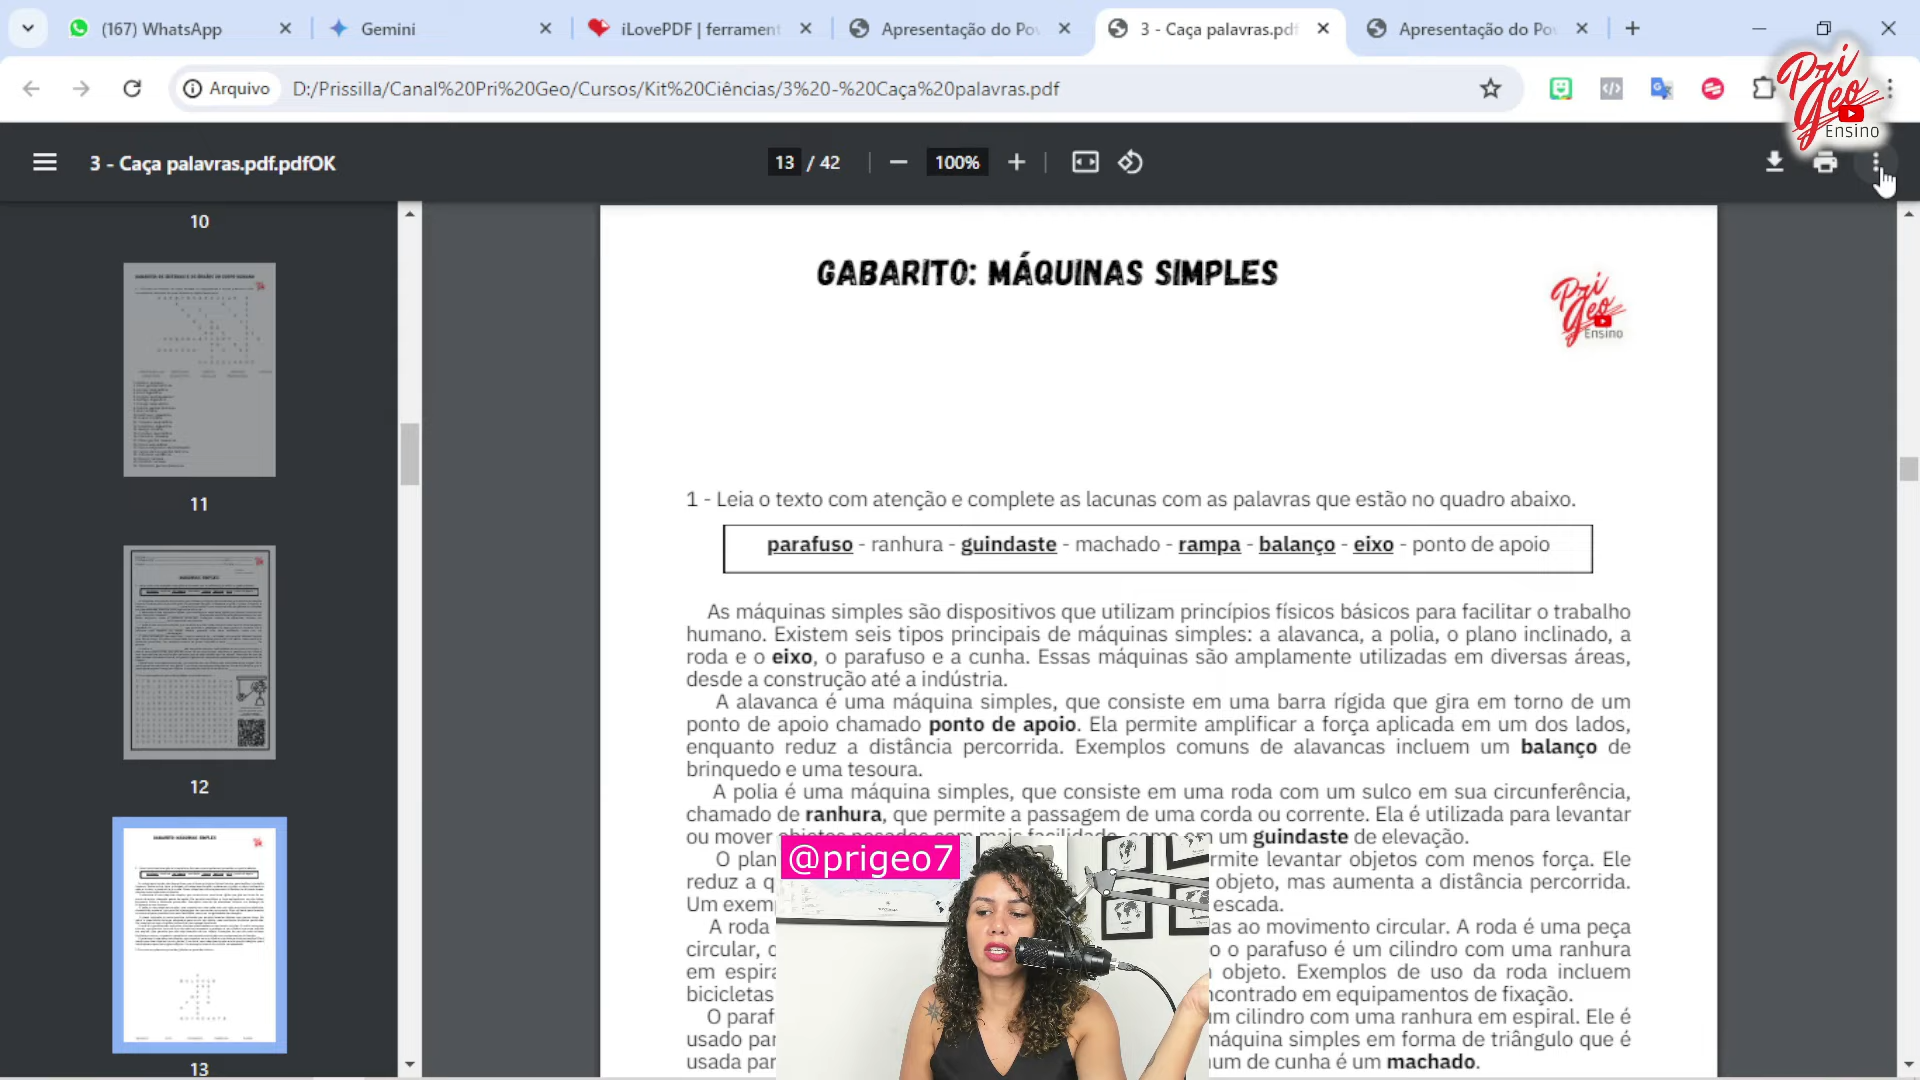 (167) WhatsApp
Gemini
iLovePDF | ferrament
Apresentação do Po
3 - Caça palavras.pdf
Apresentação do Po
Arquivo
D:/Prissilla/Canal%20Pri%20Geo/Cursos/Kit%20Ciências/3%20-%20Caça%20palavras.pdf
Pri
Geo
Ensino
3 - Caça palavras.pdf.pdfOK
13 / 42
100%
10
11
12
13
GABARITO: MÁQUINAS SIMPLES
Pri
Geo
Ensino
1 - Leia o texto com atenção e complete as lacunas com as palavras que estão no quadro abaixo.
parafuso - ranhura - guindaste - machado - rampa - balanço - eixo - ponto de apoio
As máquinas simples são dispositivos que utilizam princípios físicos básicos para facilitar o trabalho
humano. Existem seis tipos principais de máquinas simples: a alavanca, a polia, o plano inclinado, a
roda e o eixo, o parafuso e a cunha. Essas máquinas são amplamente utilizadas em diversas áreas,
desde a construção até a indústria.
A alavanca é uma máquina simples, que consiste em uma barra rígida que gira em torno de um
ponto de apoio chamado ponto de apoio. Ela permite amplificar a força aplicada em um dos lados,
enquanto reduz a distância percorrida. Exemplos comuns de alavancas incluem um balanço de
brinquedo e uma tesoura.
A polia é uma máquina simples, que consiste em uma roda com um sulco em sua circunferência,
chamado de ranhura, que permite a passagem de uma corda ou corrente. Ela é utilizada para levantar
ou mover objetos pesados com mais facilidade, como em um guindaste de elevação.
O plan rmite levantar objetos com menos força. Ele
reduz a q objeto, mas aumenta a distância percorrida.
Um exem escada.
A roda as ao movimento circular. A roda é uma peça
circular, o o parafuso é um cilindro com uma ranhura
em espira objeto. Exemplos de uso da roda incluem
bicicletas ncontrado em equipamentos de fixação.
O paraf m cilindro com uma ranhura em espiral. Ele é
usado par máquina simples em forma de triângulo que é
usada par um de cunha é um machado.
@prigeo7